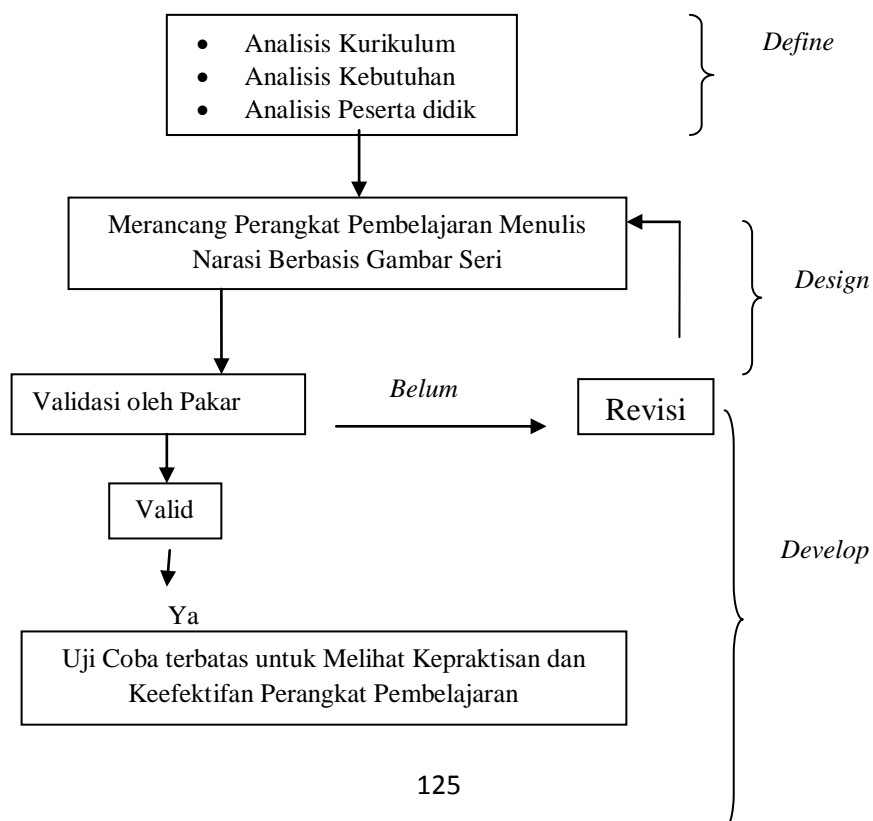 • Analisis Kurikulum
• Analisis Kebutuhan
• Analisis Peserta didik
Define
Merancang Perangkat Pembelajaran Menulis
Narasi Berbasis Gambar Seri
Design
Validasi oleh Pakar
Belum
Revisi
Valid
Develop
Ya
Uji Coba terbatas untuk Melihat Kepraktisan dan
Keefektifan Perangkat Pembelajaran
125